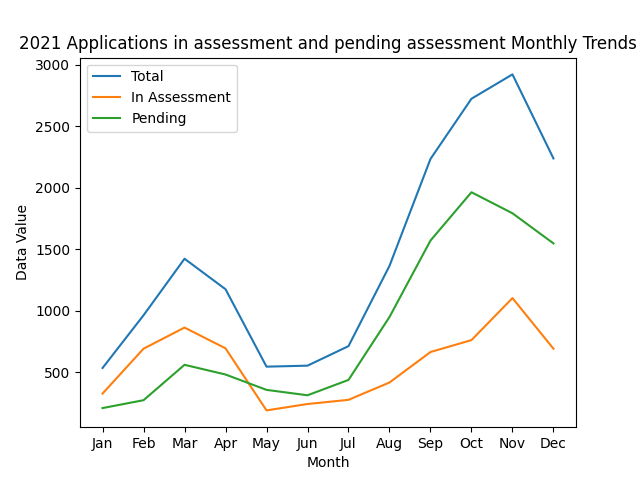 2021 Applications in assessment and pending assessment Monthly Trends
3000
Total
In Assessment
Pending
2500
2000
Data Value
1500
1000
500
Jan Feb Mar Apr May Jun Jul Aug Sep Oct Nov Dec
Month